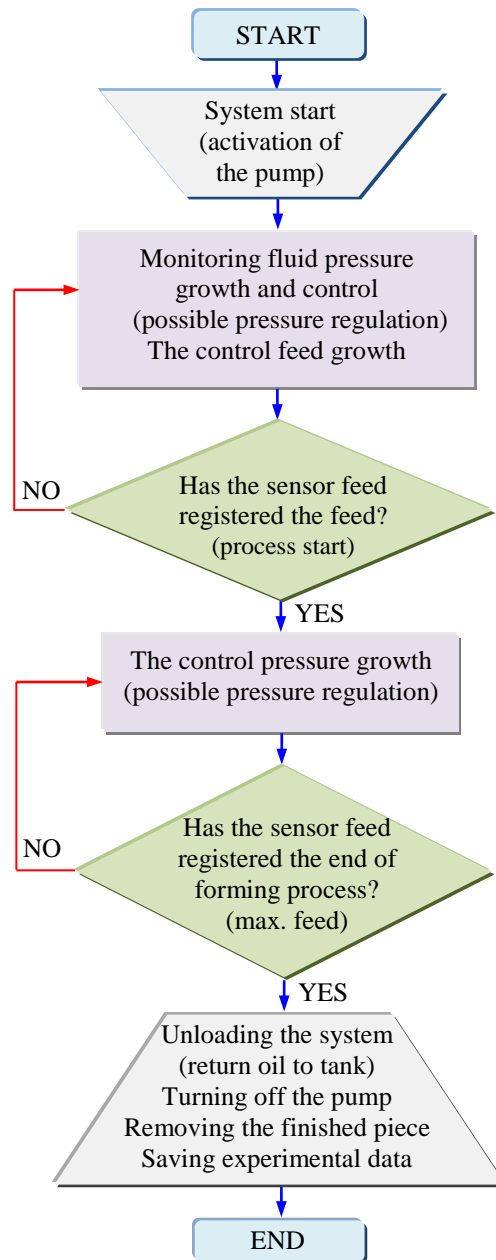 START
System start
(activation of
the pump)
Monitoring fluid pressure
growth and control
(possible pressure regulation)
The control feed growth
NO
Has the sensor feed
registered the feed?
(process start)
YES
The control pressure growth
(possible pressure regulation)
NO
Has the sensor feed
registered the end of
forming process?
(max. feed)
YES
Unloading the system
(return oil to tank)
Turning off the pump
Removing the finished piece
Saving experimental data
END